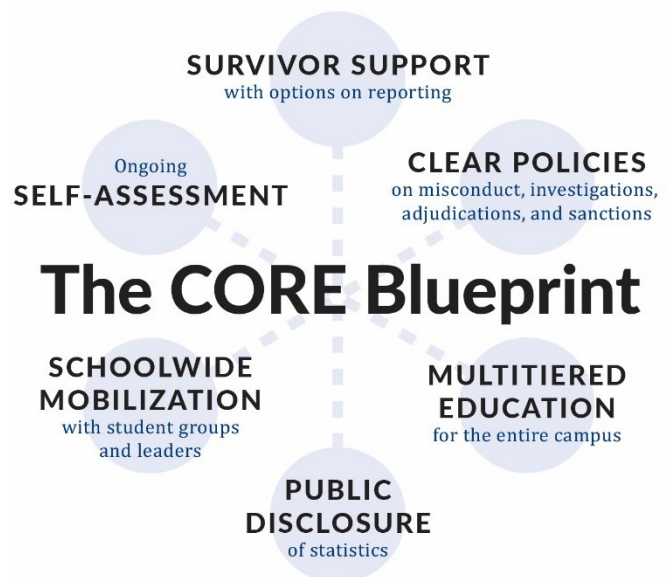 SURVIVOR SUPPORT
with options on reporting
Ongoing
SELF-ASSESSMENT
CLEAR POLICIES
on misconduct, investigations,
adjudications, and sanctions
The CORE Blueprint
SCHOOLWIDE
MOBILIZATION
with student groups
and leaders
MULTITIERED
EDUCATION
for the entire campus
PUBLIC
DISCLOSURE
of statistics